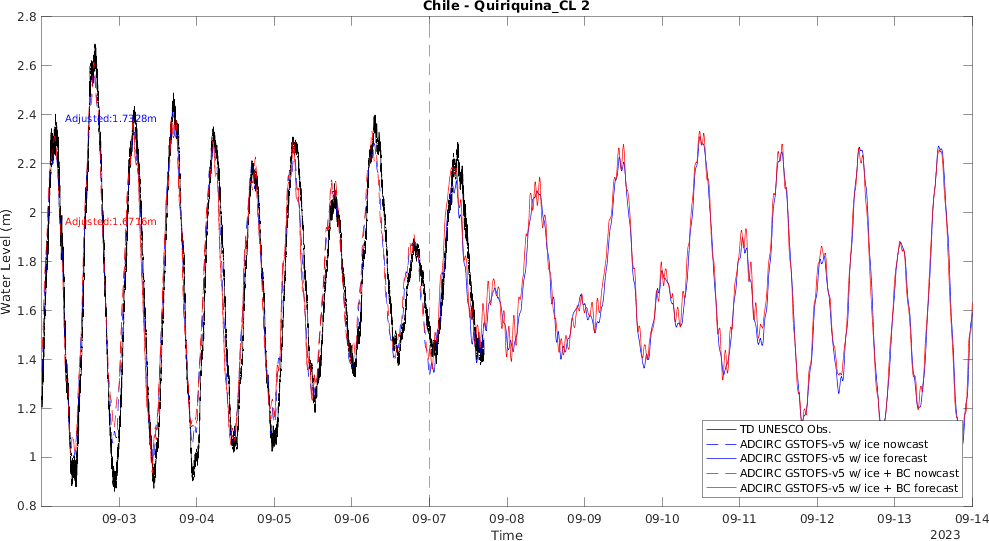 Chile - Quiriquina_CL 2
2.8
2.6
2.4
2.2
2
1.8
1.6
1.4
1.2
1
0.8
Water Level (m)
Adjusted:1.7328m
Adjusted:1.6716m
TD UNESCO Obs.
ADCIRC GSTOFS-v5 w/ ice nowcast
ADCIRC GSTOFS-v5 w/ ice forecast
ADCIRC GSTOFS-v5 w/ ice + BC nowcast
ADCIRC GSTOFS-v5 w/ ice + BC forecast
09-03 09-04 09-05 09-06 09-07 09-08 09-09 09-10 09-11 09-12 09-13 09-14
Time
2023